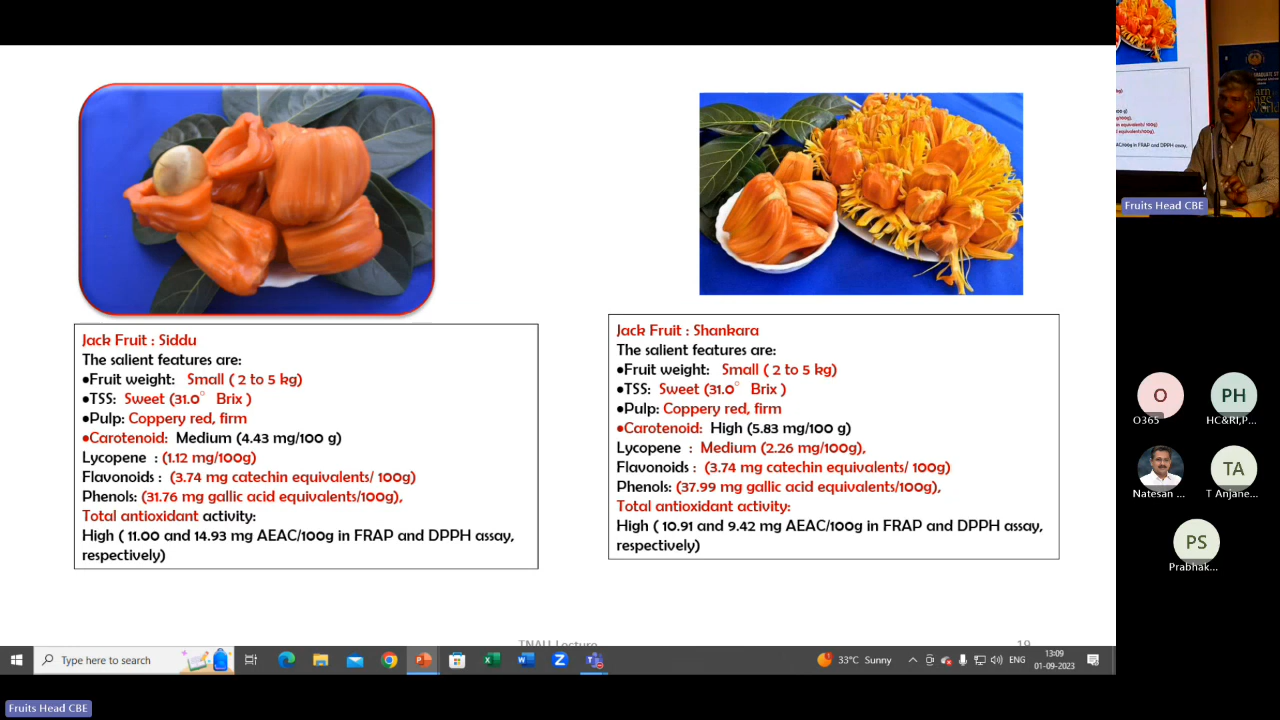 Jack Fruit : Siddu
The salient features are:
•Fruit weight: Small ( 2 to 5 kg)
•TSS: Sweet (31.0° Brix )
•Pulp: Coppery red, firm
•Carotenoid: Medium (4.43 mg/100 g)
Lycopene : (1.12 mg/100g)
Flavonoids : (3.74 mg catechin equivalents/ 100g)
Phenols: (31.76 mg gallic acid equivalents/100g),
Total antioxidant activity:
High ( 11.00 and 14.93 mg AEAC/100g in FRAP and DPPH assay,
respectively)
Jack Fruit : Shankara
The salient features are:
•Fruit weight: Small ( 2 to 5 kg)
•TSS: Sweet (31.0° Brix )
•Pulp: Coppery red, firm
•Carotenoid: High (5.83 mg/100 g)
Lycopene : Medium (2.26 mg/100g),
Flavonoids : (3.74 mg catechin equivalents/ 100g)
Phenols: (37.99 mg gallic acid equivalents/100g),
Total antioxidant activity:
High ( 10.91 and 9.42 mg AEAC/100g in FRAP and DPPH assay,
respectively)
TNAU Lecture
19
Type here to search
33°C Sunny
ENG
13:09
01-09-2023
Fruits Head CBE
Fruits Head CBE
O
O365
PH
HC&RI,P...
Natesan ...
TA
T Anjane...
PS
Prabhak...